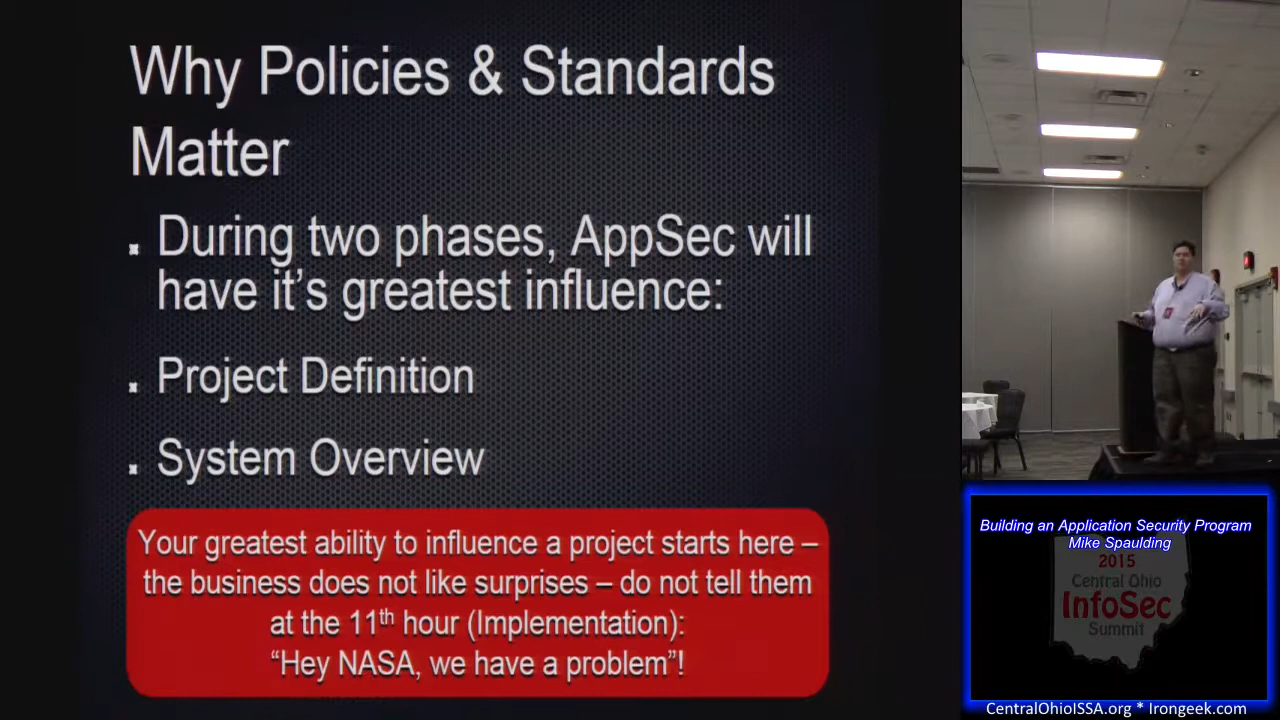 Why Policies & Standards
Matter
During two phases, AppSec will
have it's greatest influence:
Project Definition
System Overview
Your greatest ability to influence a project starts here –
the business does not like surprises – do not tell them
at the 11th hour (Implementation):
“Hey NASA, we have a problem”!
Building an Application Security Program
Mike Spaulding
2015
Central Ohio
InfoSec
Summit
CentralOhioISSA.org * Irongeek.com